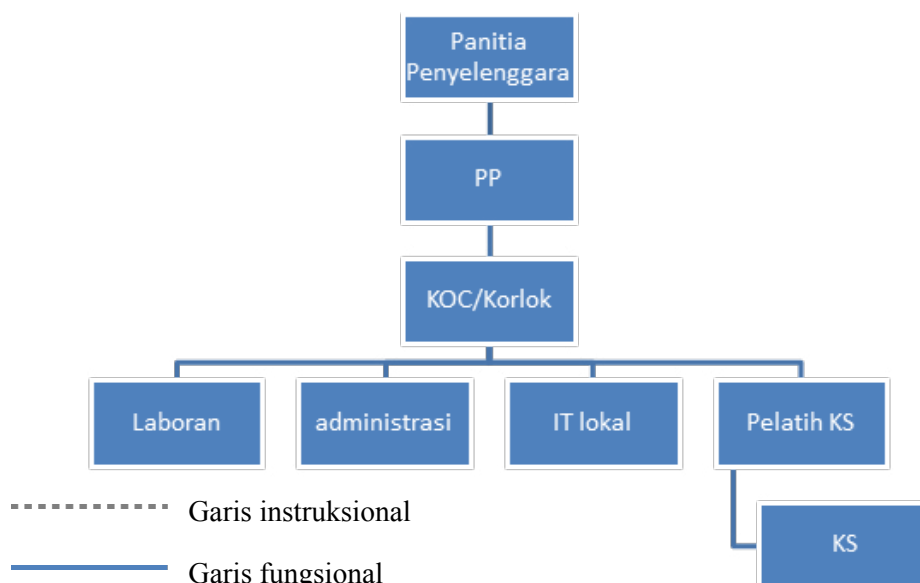 Panitia
Penyelenggara
PP
KOC/Korlok
Laboran
administrasi
IT lokal
Pelatih KS
Garis instruksional
KS
Garis fungsional